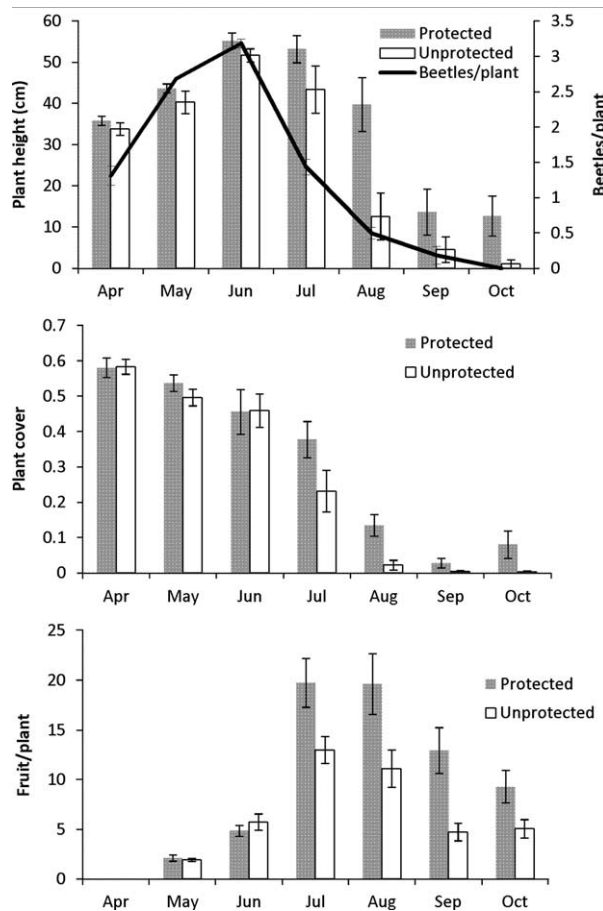 60
50
40
30
20
10
0
Plant height (cm)
3.5
3
2.5
2
1.5
1
0.5
0
Beetles/plant
Protected
Unprotected
Beetles/plant
Apr May Jun Jul Aug Sep Oct
0.7
0.6
0.5
0.4
0.3
0.2
0.1
0
Plant cover
Protected
Unprotected
Apr May Jun Jul Aug Sep Oct
25
20
15
10
5
0
Fruit/plant
Protected
Unprotected
Apr May Jun Jul Aug Sep Oct